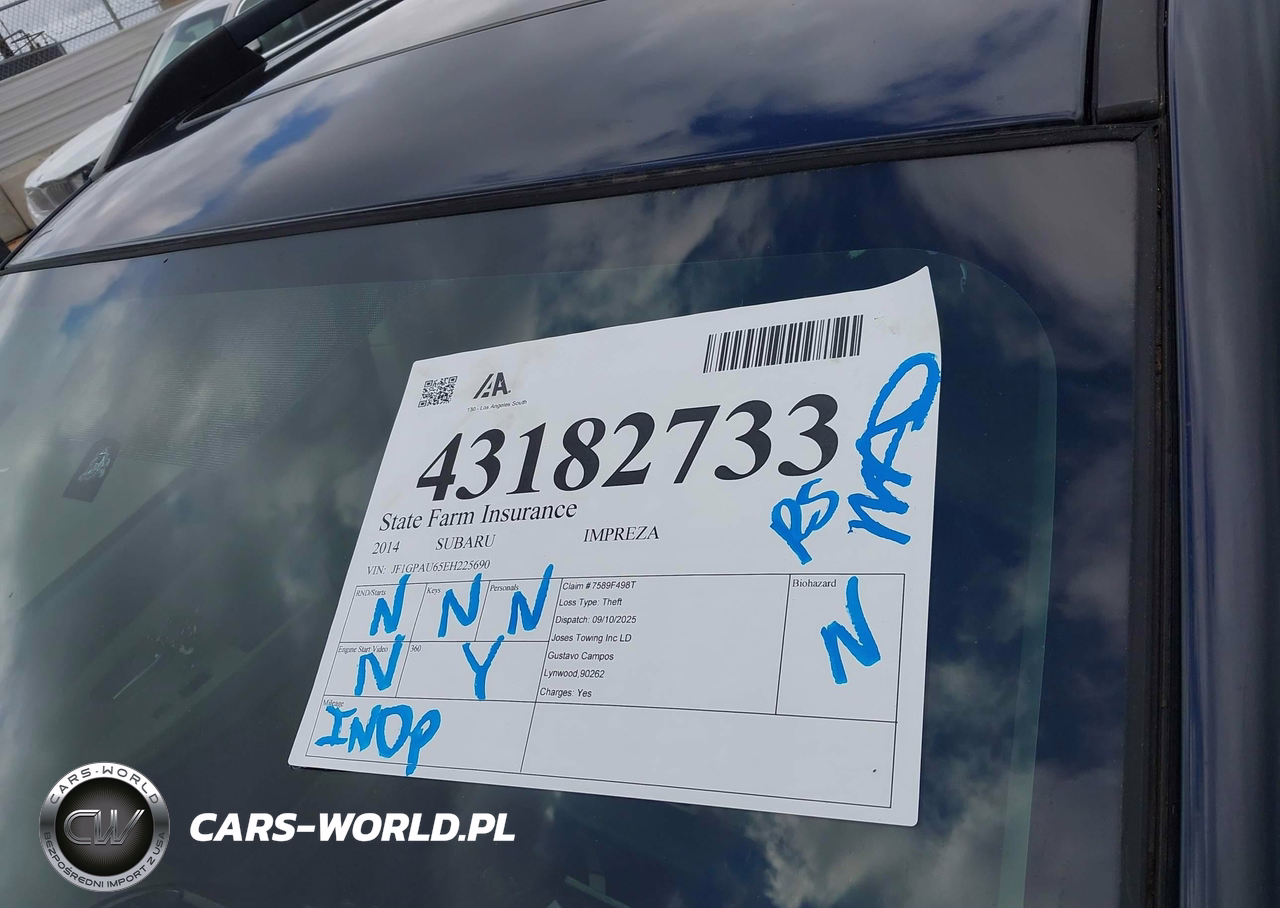 IAA
130 - Los Angeles South
43182733
State Farm Insurance
2014 SUBARU IMPREZA
VIN: JF1GPAU65EH225690
RS
RND/Starts Keys Personals
N N N
Engine Start Video 360
N Y
Mileage
INOP
Claim # 7589F498T
Loss Type: Theft
Dispatch: 09/10/2025
Joses Towing Inc LD
Gustavo Campos
Lynwood,90262
Charges: Yes
Biohazard
N
CARS-WORLD
CW
BEZPOŚREDNI IMPORT Z USA
CARS-WORLD.PL